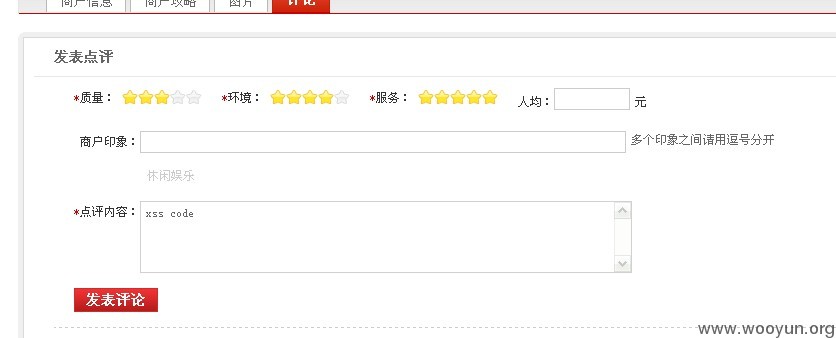 商户信息 商户攻略 图片 评论
发表点评
*质量： *环境： *服务： 人均： 元
商户印象： 多个印象之间请用逗号分开
休闲娱乐
*点评内容： xss code
发表评论
www.wooyun.org